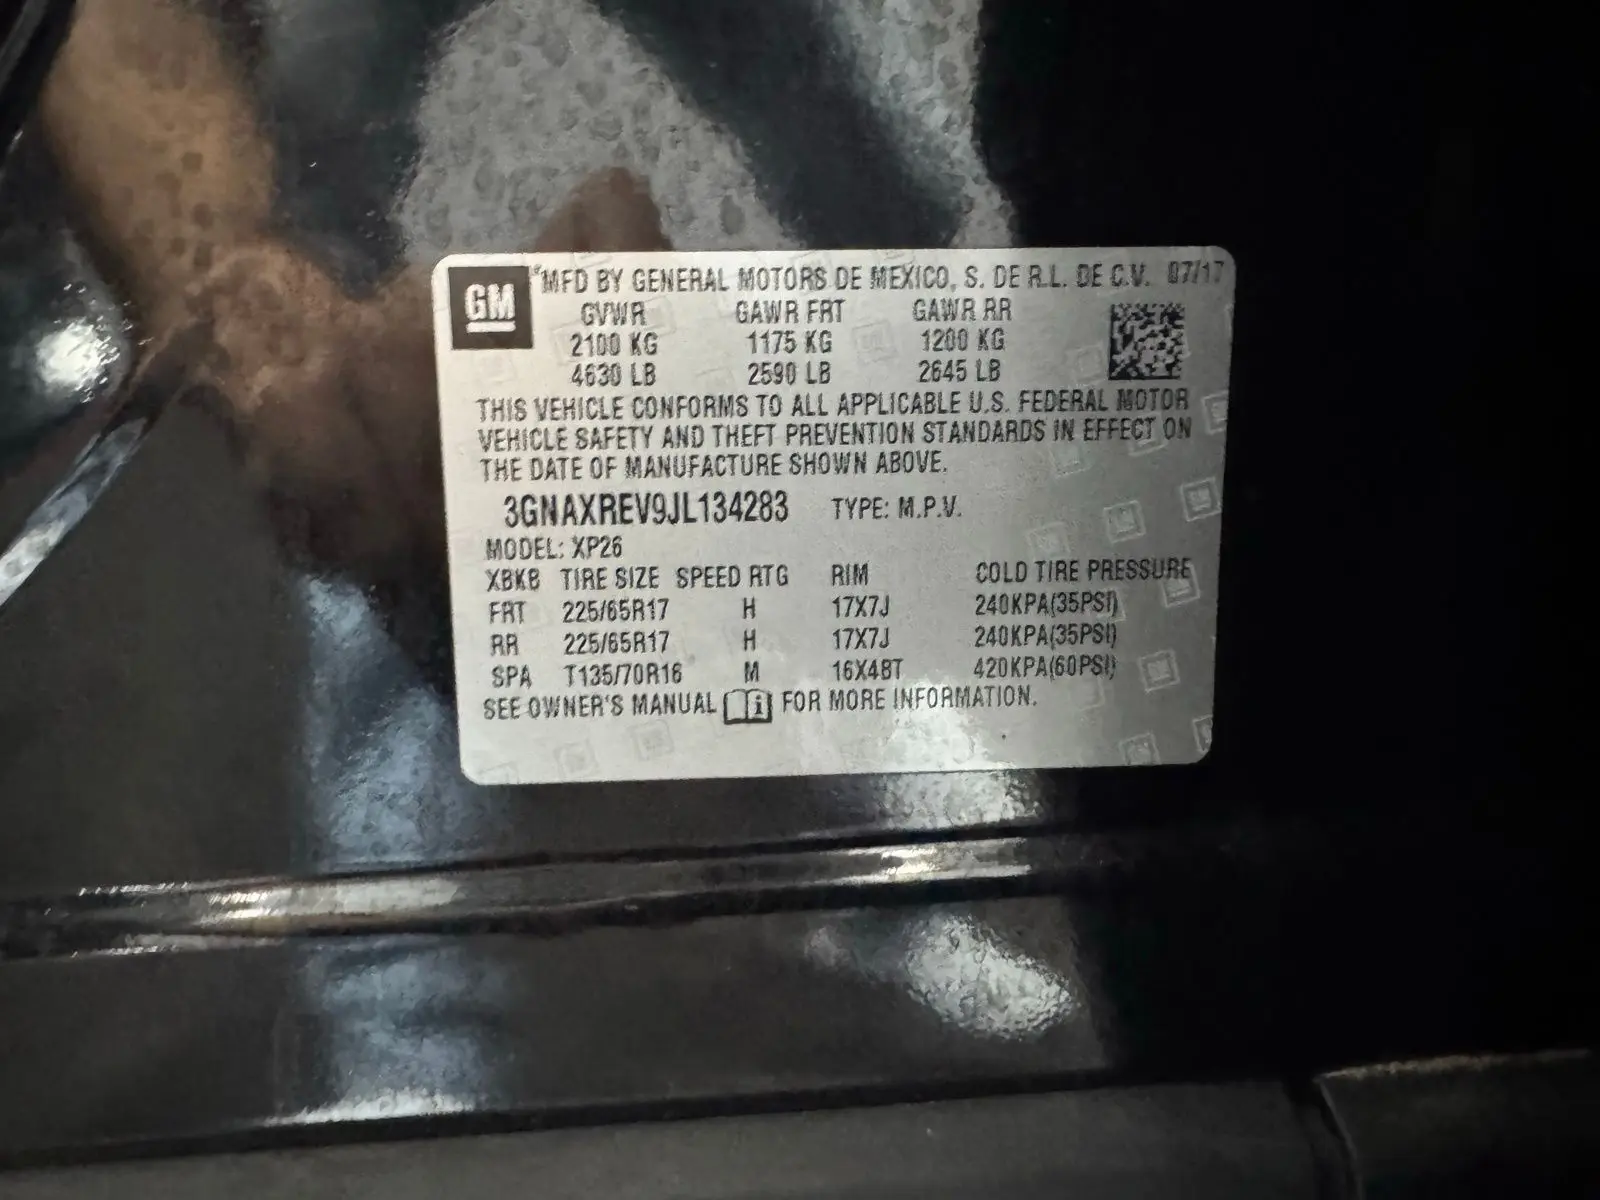 GM
MFD BY GENERAL MOTORS DE MEXICO, S. DE R.L. DE C.V. 07/17
GVWR GAWR FRT GAWR RR
2100 KG 1175 KG 1200 KG
4630 LB 2590 LB 2645 LB
THIS VEHICLE CONFORMS TO ALL APPLICABLE U.S. FEDERAL MOTOR
VEHICLE SAFETY AND THEFT PREVENTION STANDARDS IN EFFECT ON
THE DATE OF MANUFACTURE SHOWN ABOVE.
3GNAXREV9JL134283 TYPE: M.P.V.
MODEL: XP26
XBKB TIRE SIZE SPEED RTG RIM COLD TIRE PRESSURE
FRT 225/65R17 H 17X7J 240KPA(35PSI)
RR 225/65R17 H 17X7J 240KPA(35PSI)
SPA T135/70R16 M 16X4BT 420KPA(60PSI)
SEE OWNER'S MANUAL FOR MORE INFORMATION.